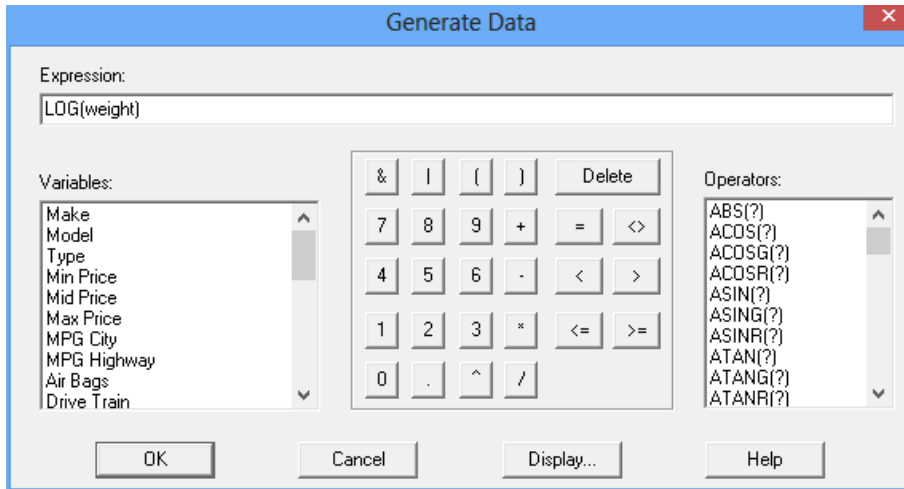 Generate Data
×
Expression:
LOG(weight)
Variables:
Make
Model
Type
Min Price
Mid Price
Max Price
MPG City
MPG Highway
Air Bags
Drive Train
& | ( ) Delete
7 8 9 + = <>
4 5 6 - < >
1 2 3 * <= >=
0 . ^ /
Operators:
ABS(?)
ACOS(?)
ACOSG(?)
ACOSR(?)
ASIN(?)
ASING(?)
ASINR(?)
ATAN(?)
ATANG(?)
ATANR(?)
OK Cancel Display... Help